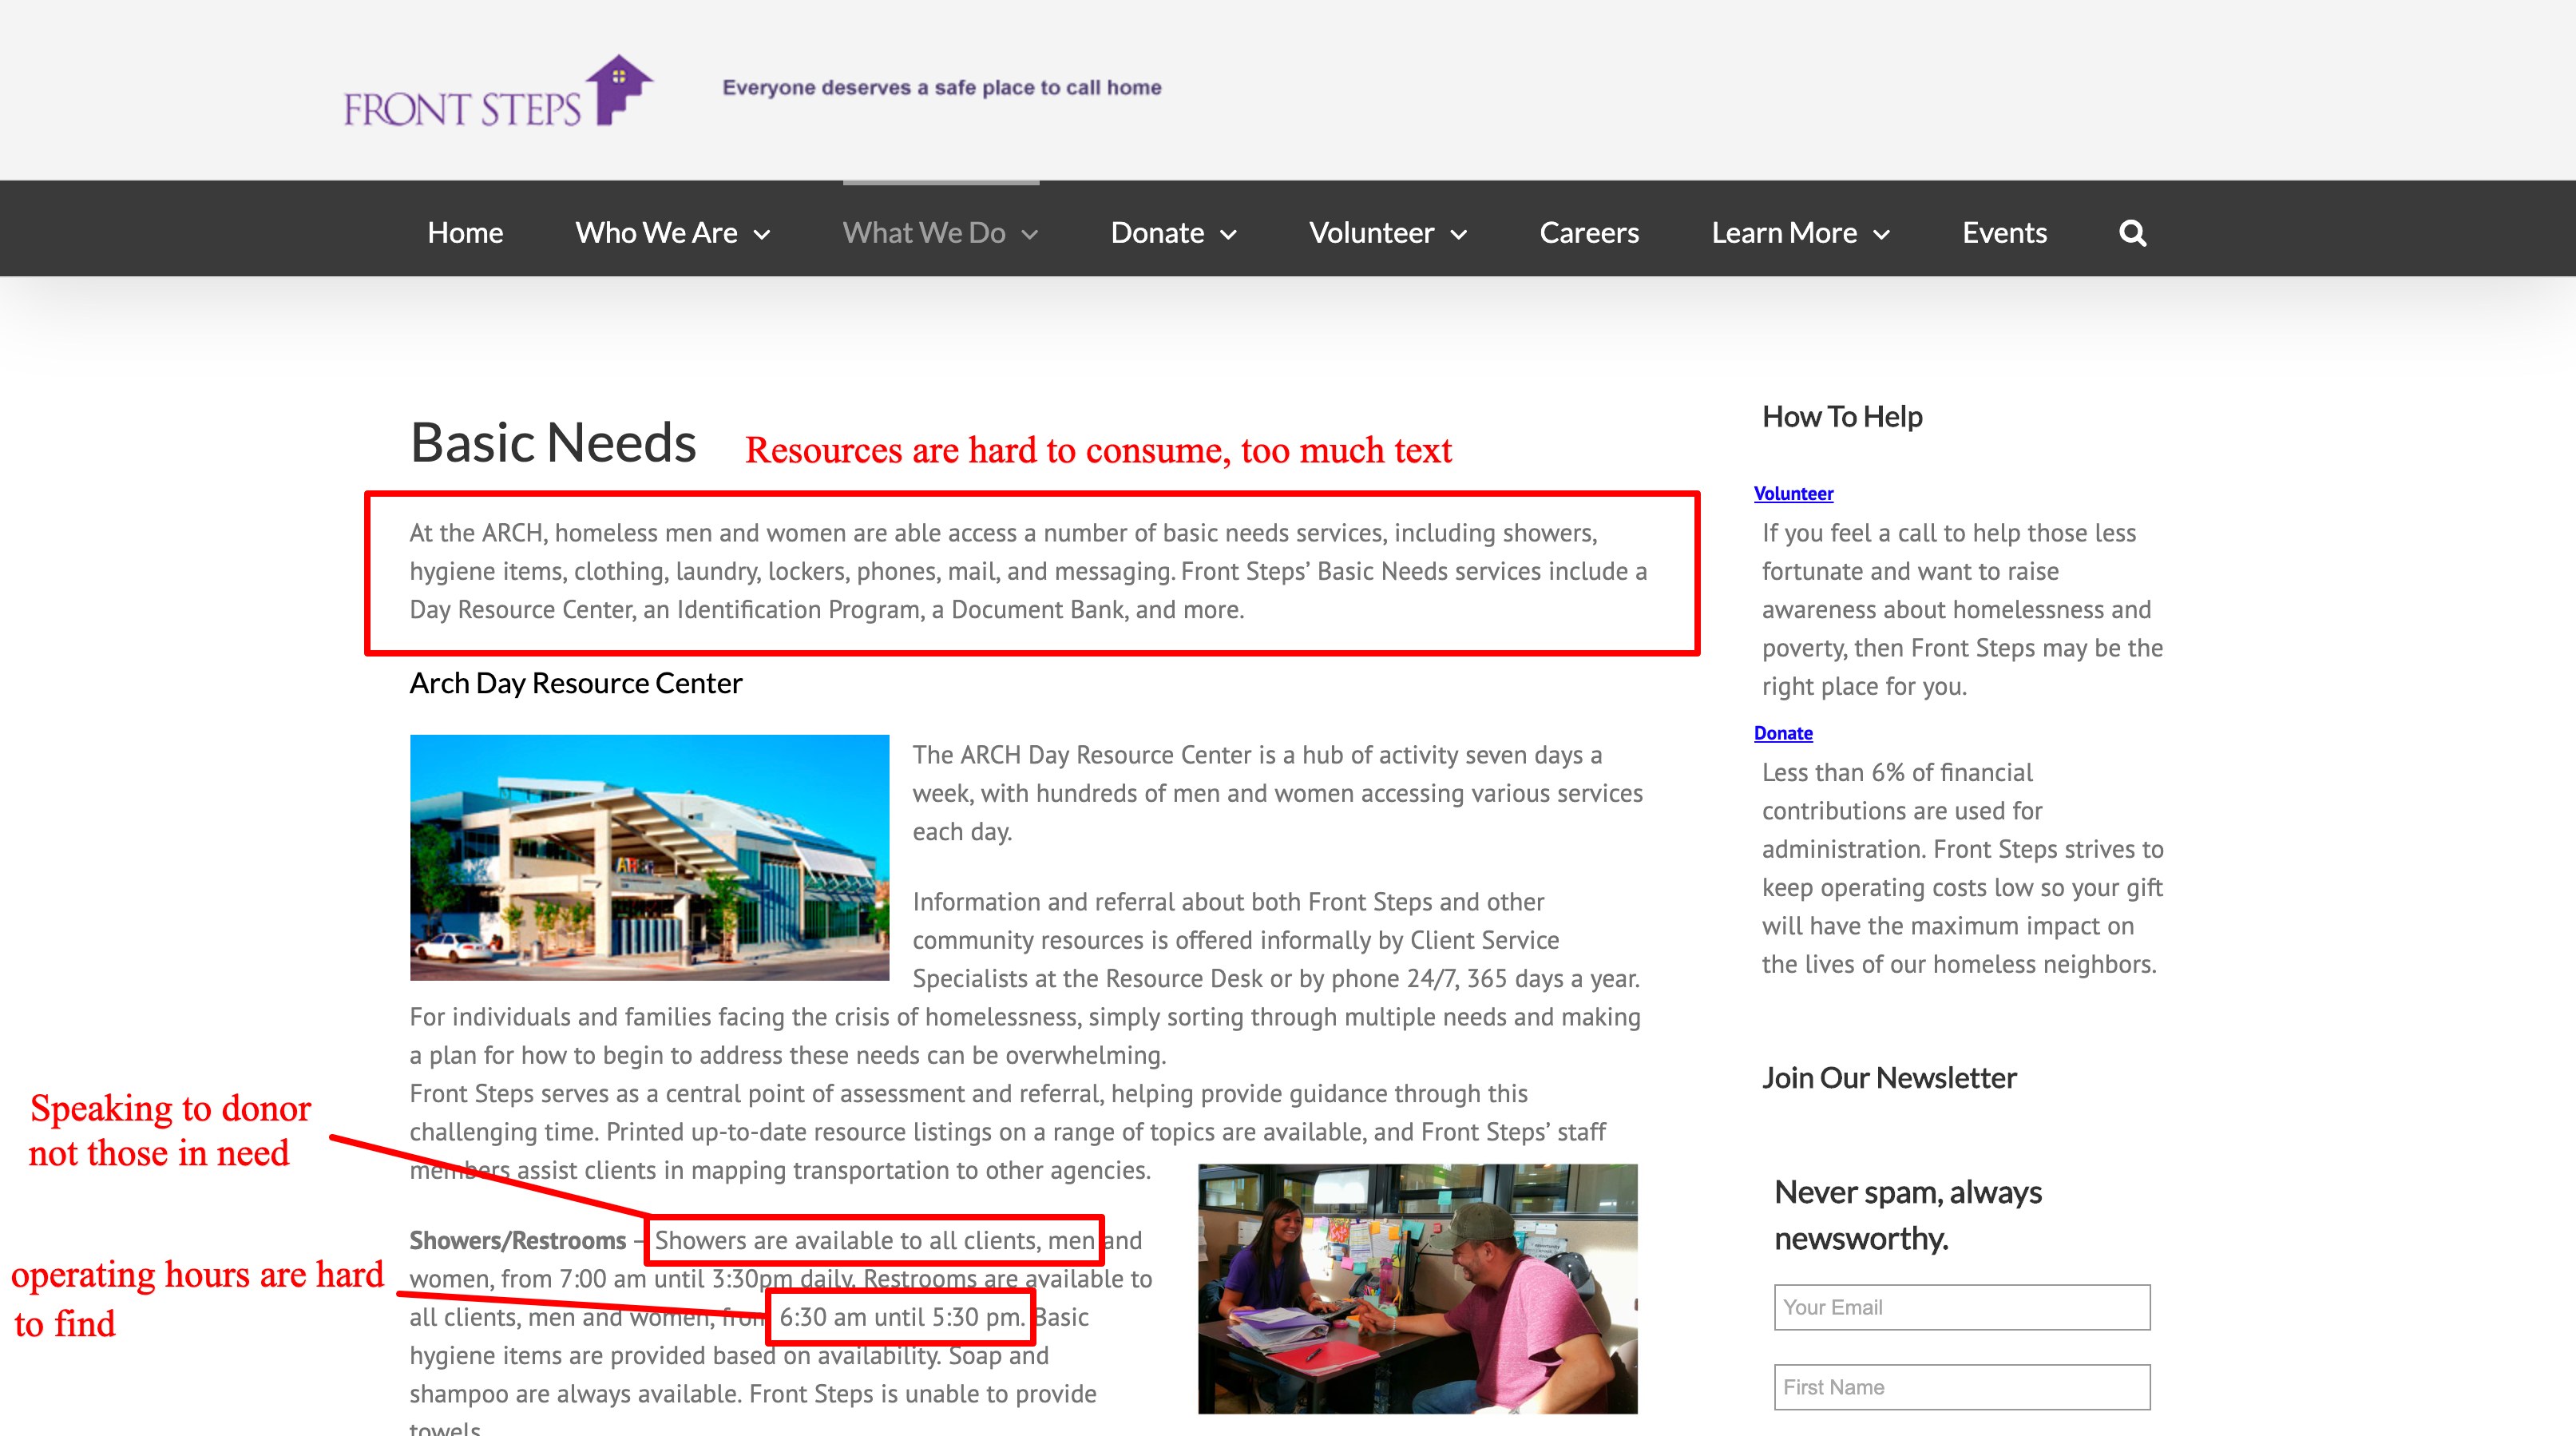 FRONT STEPS
Everyone deserves a safe place to call home
Home
Who We Are
What We Do
Donate
Volunteer
Careers
Learn More
Events
Basic Needs
Resources are hard to consume, too much text
At the ARCH, homeless men and women are able access a number of basic needs services, including showers,
hygiene items, clothing, laundry, lockers, phones, mail, and messaging. Front Steps’ Basic Needs services include a
Day Resource Center, an Identification Program, a Document Bank, and more.
Arch Day Resource Center
ARCH
The ARCH Day Resource Center is a hub of activity seven days a
week, with hundreds of men and women accessing various services
each day.
Information and referral about both Front Steps and other
community resources is offered informally by Client Service
Specialists at the Resource Desk or by phone 24/7, 365 days a year.
For individuals and families facing the crisis of homelessness, simply sorting through multiple needs and making
a plan for how to begin to address these needs can be overwhelming.
Front Steps serves as a central point of assessment and referral, helping provide guidance through this
challenging time. Printed up-to-date resource listings on a range of topics are available, and Front Steps’ staff
members assist clients in mapping transportation to other agencies.
Speaking to donor
not those in need
Showers/Restrooms – Showers are available to all clients, men and
women, from 7:00 am until 3:30pm daily. Restrooms are available to
all clients, men and women, from 6:30 am until 5:30 pm. Basic
hygiene items are provided based on availability. Soap and
shampoo are always available. Front Steps is unable to provide
towels
operating hours are hard
to find
How To Help
Volunteer
If you feel a call to help those less
fortunate and want to raise
awareness about homelessness and
poverty, then Front Steps may be the
right place for you.
Donate
Less than 6% of financial
contributions are used for
administration. Front Steps strives to
keep operating costs low so your gift
will have the maximum impact on
the lives of our homeless neighbors.
Join Our Newsletter
Never spam, always
newsworthy.
Your Email
First Name